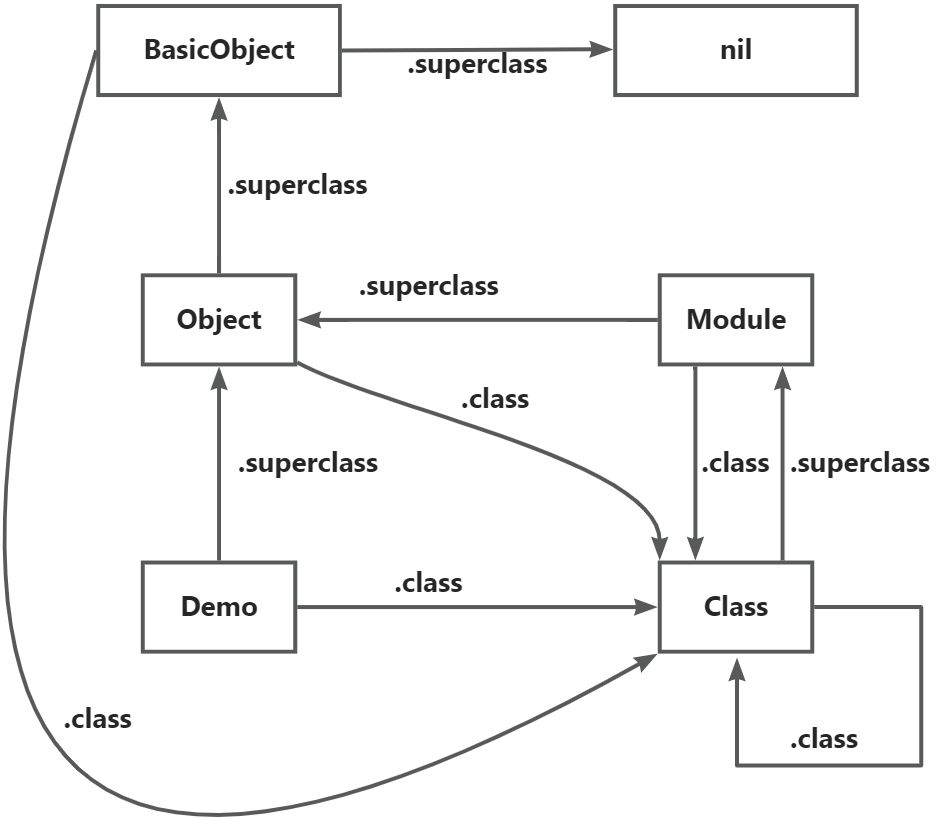 BasicObject
nil
.superclass
.superclass
.superclass
Object
Module
.class
.superclass
.class
.superclass
.class
Demo
Class
.class
.class